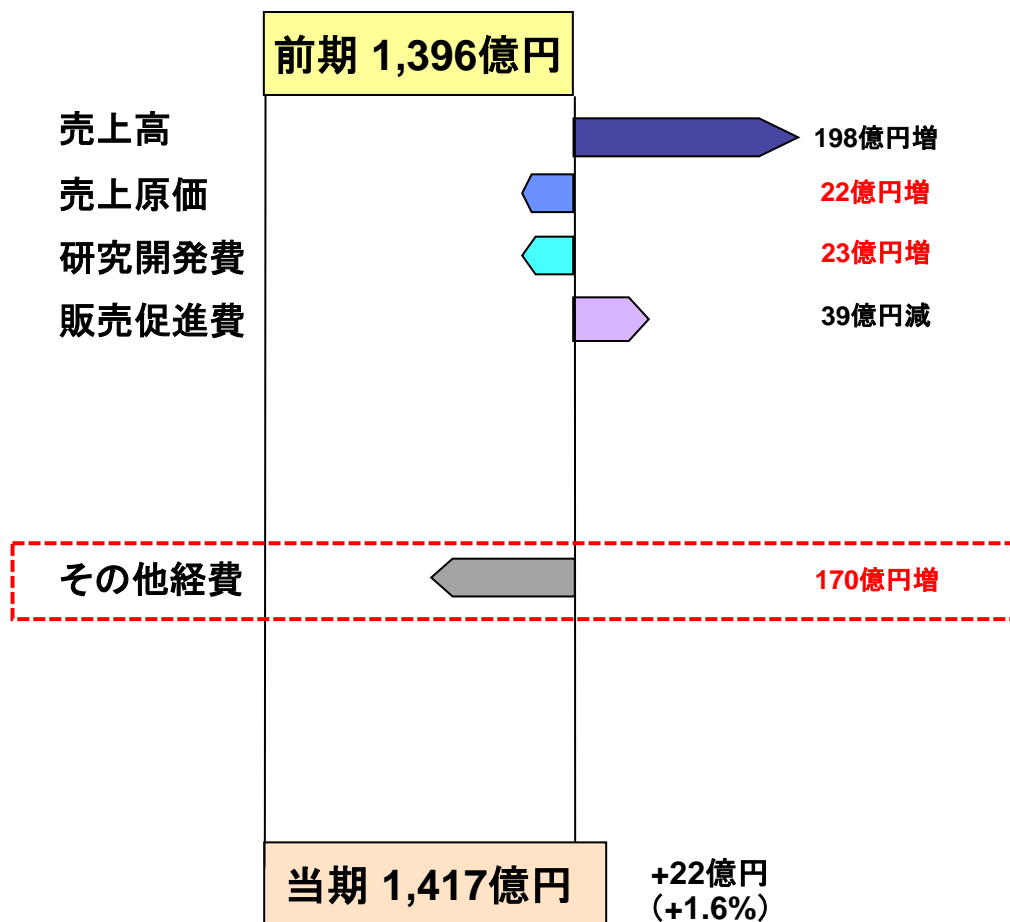 前期 1,396億円
売上高 198億円増
売上原価 22億円増
研究開発費 23億円増
販売促進費 39億円減
その他経費 170億円増
当期 1,417億円
+22億円
(+1.6%)